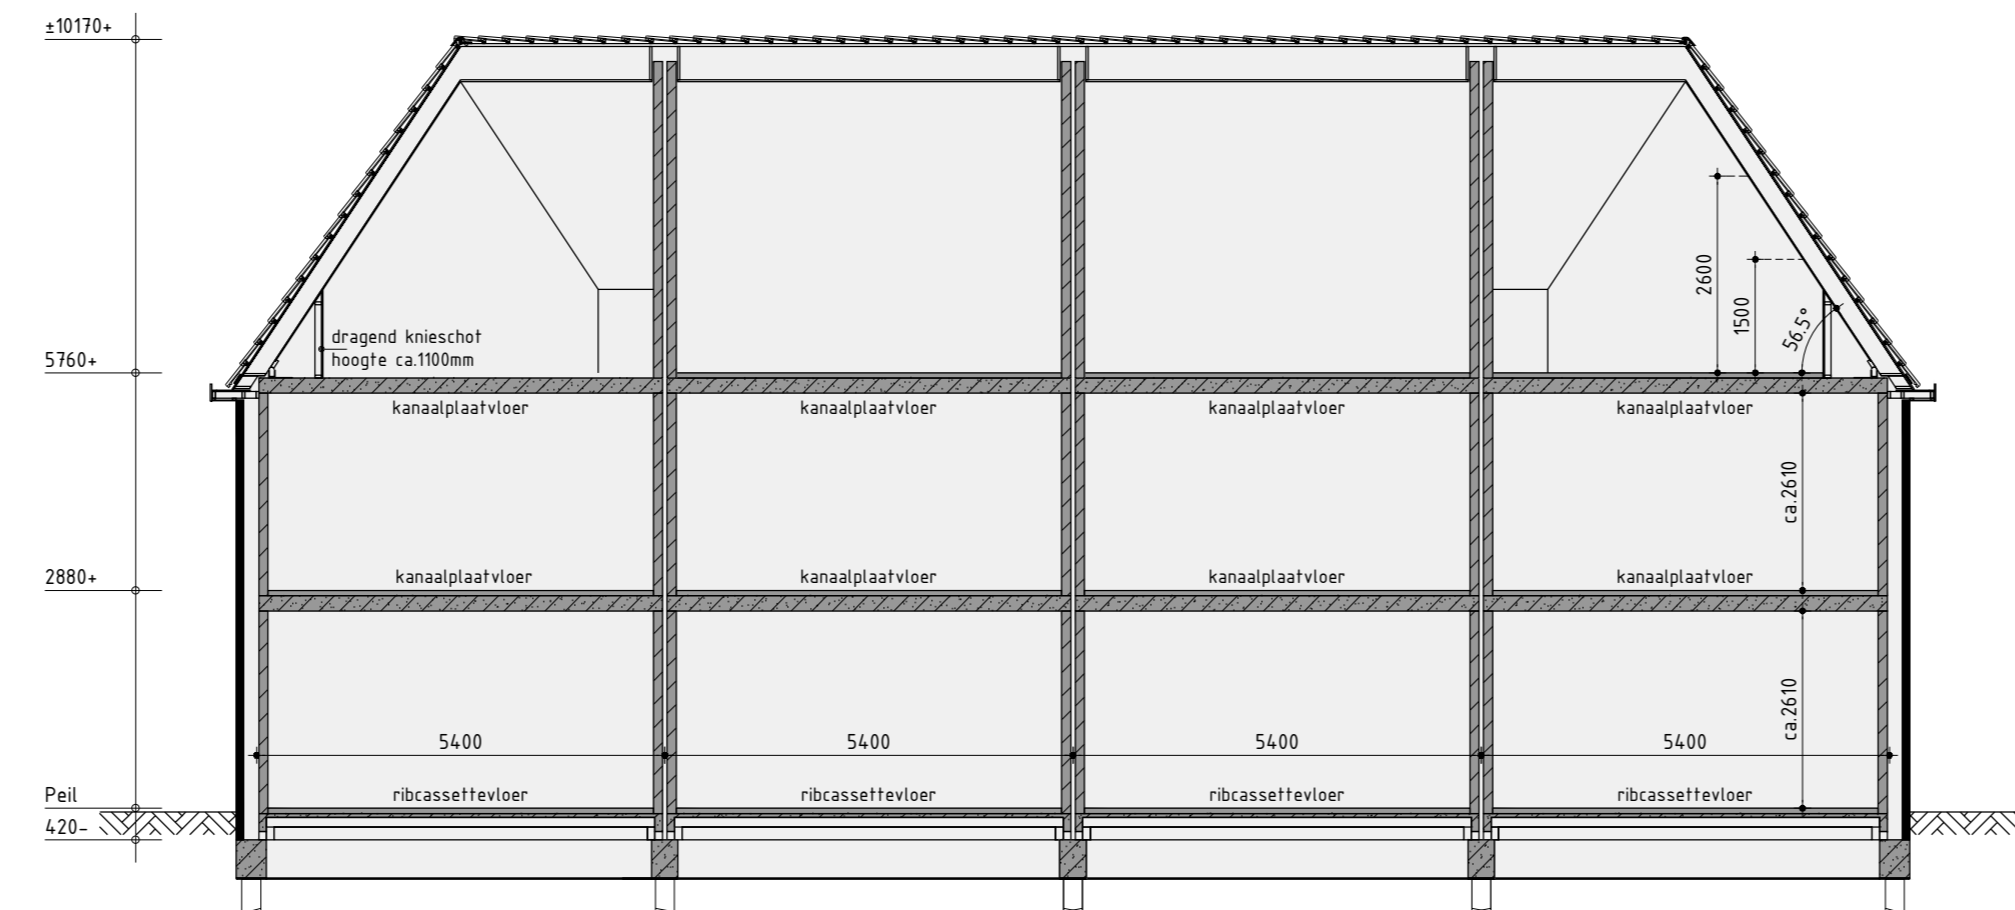 ±10170+
2600
1500
56.5°
dragend knieschot
hoogte ca.1100mm
5760+
kanaalplaatvloer
kanaalplaatvloer
kanaalplaatvloer
kanaalplaatvloer
ca.2610
2880+
kanaalplaatvloer
kanaalplaatvloer
kanaalplaatvloer
kanaalplaatvloer
ca.2610
5400
5400
5400
5400
Peil
ribcassettevloer
ribcassettevloer
ribcassettevloer
ribcassettevloer
420-